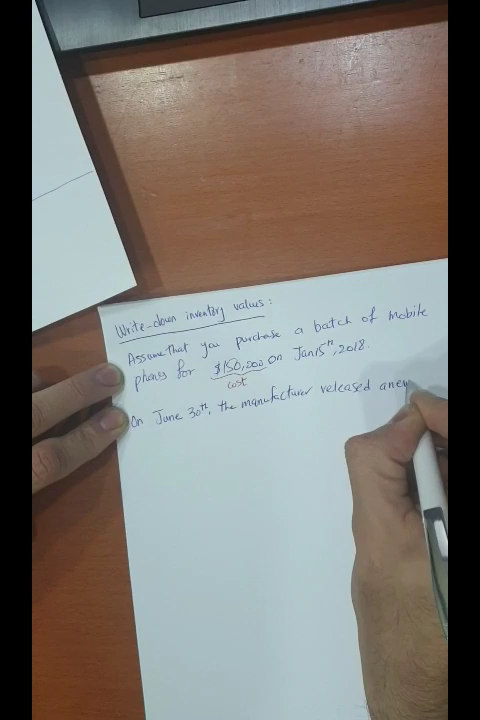 Write-down inventory values:
Assume that you purchase a batch of mobile
phones for $150,000 on Jan 15th, 2018.
cost
On June 30th, the manufacturer released a new